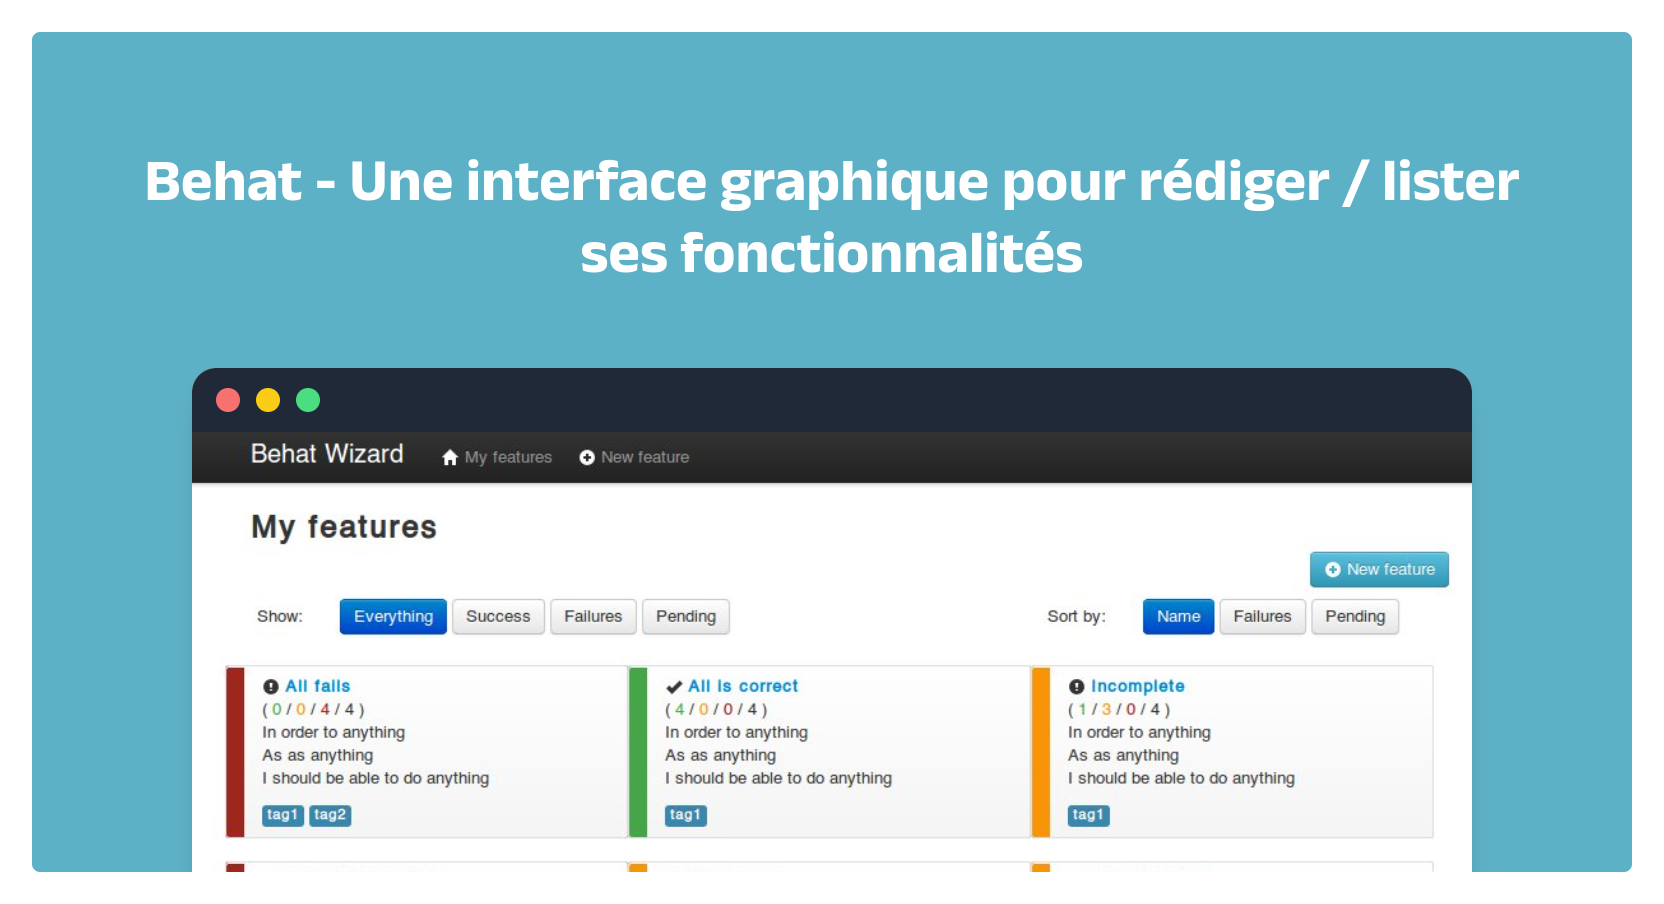 Behat - Une interface graphique pour rédiger / lister
ses fonctionnalités
Behat Wizard My features New feature
My features
New feature
Show: Everything Success Failures Pending Sort by: Name Failures Pending
All fails
( 0 / 0 / 4 / 4 )
In order to anything
As as anything
I should be able to do anything
tag1 tag2
All is correct
( 4 / 0 / 0 / 4 )
In order to anything
As as anything
I should be able to do anything
tag1
Incomplete
( 1 / 3 / 0 / 4 )
In order to anything
As as anything
I should be able to do anything
tag1